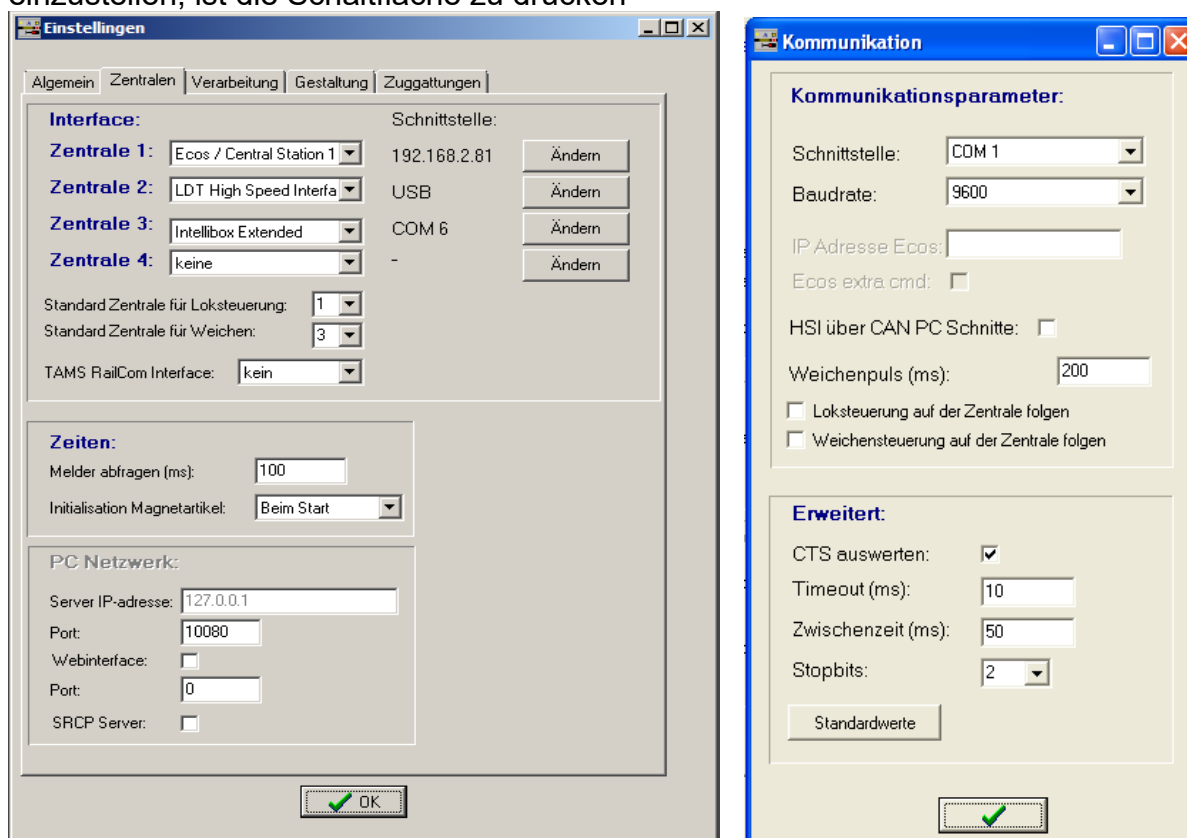 einzustellen, ist die Schaltfläche zu drücken
Einstellingen
Algemein Zentralen Verarbeitung Gestaltung Zuggattungen
Interface: Schnittstelle:
Zentrale 1: Ecos / Central Station 1 192.168.2.81 Ändern
Zentrale 2: LDT High Speed Interfa USB Ändern
Zentrale 3: Intellibox Extended COM 6 Ändern
Zentrale 4: keine - Ändern
Standard Zentrale für Loksteuerung: 1
Standard Zentrale für Weichen: 3
TAMS RailCom Interface: kein
Zeiten:
Melder abfragen (ms): 100
Initialisation Magnetartikel: Beim Start
PC Netzwerk:
Server IP-adresse: 127.0.0.1
Port: 10080
Webinterface:
Port: 0
SRCP Server:
OK
Kommunikation
Kommunikationsparameter:
Schnittstelle: COM 1
Baudrate: 9600
IP Adresse Ecos:
Ecos extra cmd:
HSI über CAN PC Schnitte:
Weichenpuls (ms): 200
Loksteuerung auf der Zentrale folgen
Weichensteuerung auf der Zentrale folgen
Erweitert:
CTS auswerten:
Timeout (ms): 10
Zwischenzeit (ms): 50
Stopbits: 2
Standardwerte